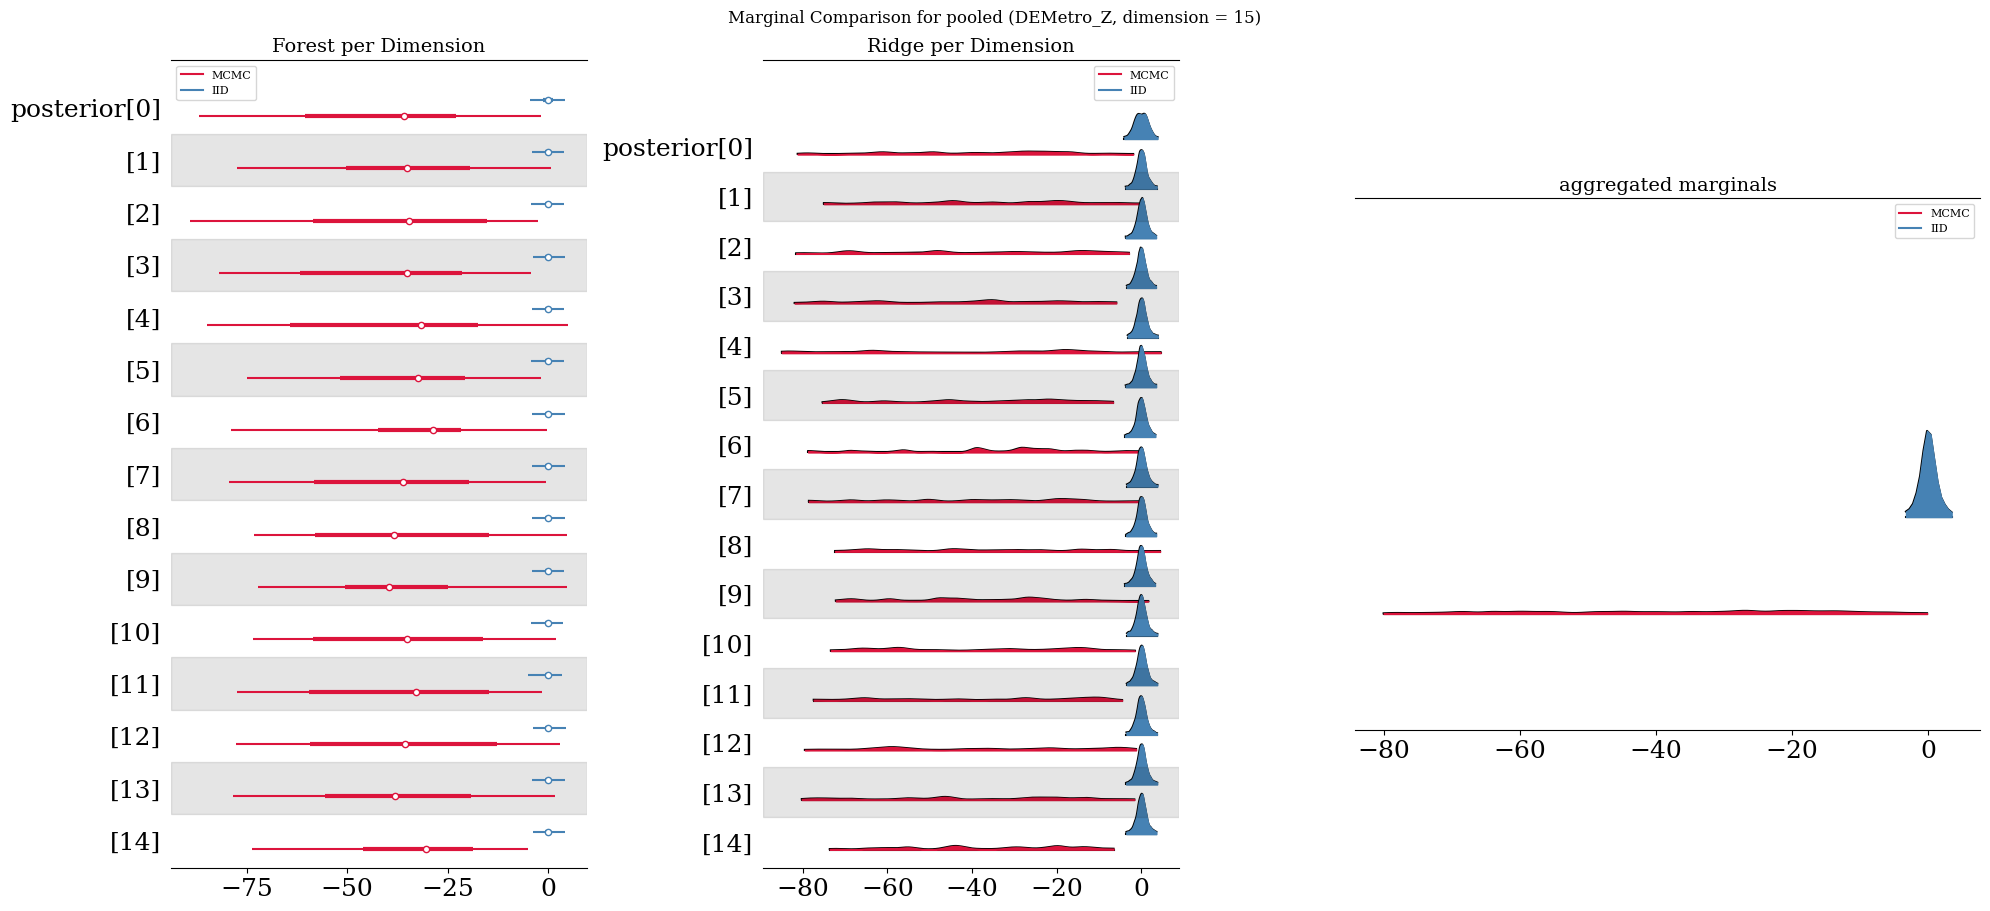 Marginal Comparison for pooled (DEMetro_Z, dimension = 15)
Forest per Dimension
MCMC
IID
posterior[0]
[1]
[2]
[3]
[4]
[5]
[6]
[7]
[8]
[9]
[10]
[11]
[12]
[13]
[14]
−75 −50 −25 0
Ridge per Dimension
MCMC
IID
posterior[0]
[1]
[2]
[3]
[4]
[5]
[6]
[7]
[8]
[9]
[10]
[11]
[12]
[13]
[14]
−80 −60 −40 −20 0
aggregated marginals
MCMC
IID
−80 −60 −40 −20 0